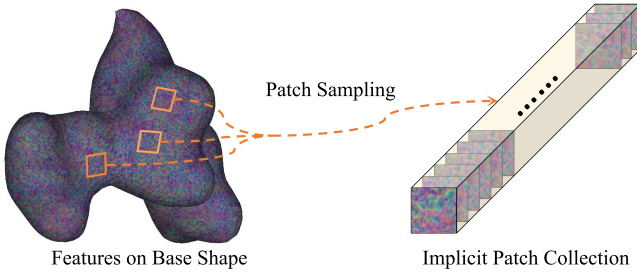 Patch Sampling
Features on Base Shape
Implicit Patch Collection